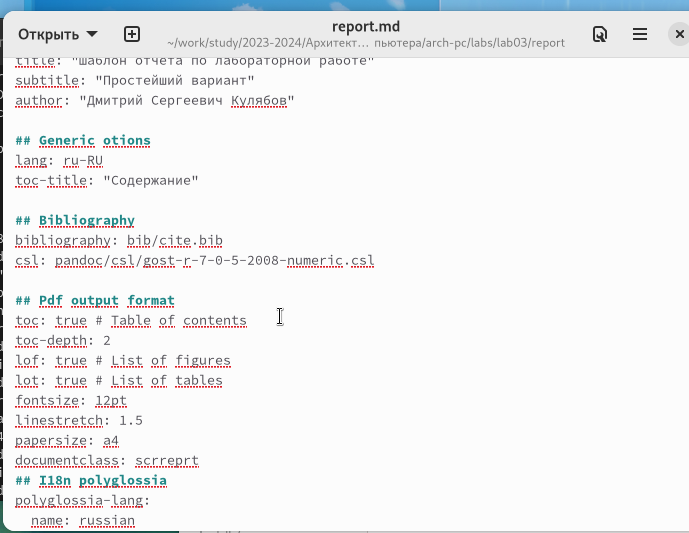 Открыть
report.md
~/work/study/2023-2024/Архитект… пьютера/arch-pc/labs/lab03/report
title: "Шаблон отчёта по лабораторной работе"
subtitle: "Простейший вариант"
author: "Дмитрий Сергеевич Кулябов"
## Generic otions
lang: ru-RU
toc-title: "Содержание"
## Bibliography
bibliography: bib/cite.bib
csl: pandoc/csl/gost-r-7-0-5-2008-numeric.csl
## Pdf output format
toc: true # Table of contents
toc-depth: 2
lof: true # List of figures
lot: true # List of tables
fontsize: 12pt
linestretch: 1.5
papersize: a4
documentclass: scrreprt
## I18n polyglossia
polyglossia-lang:
  name: russian